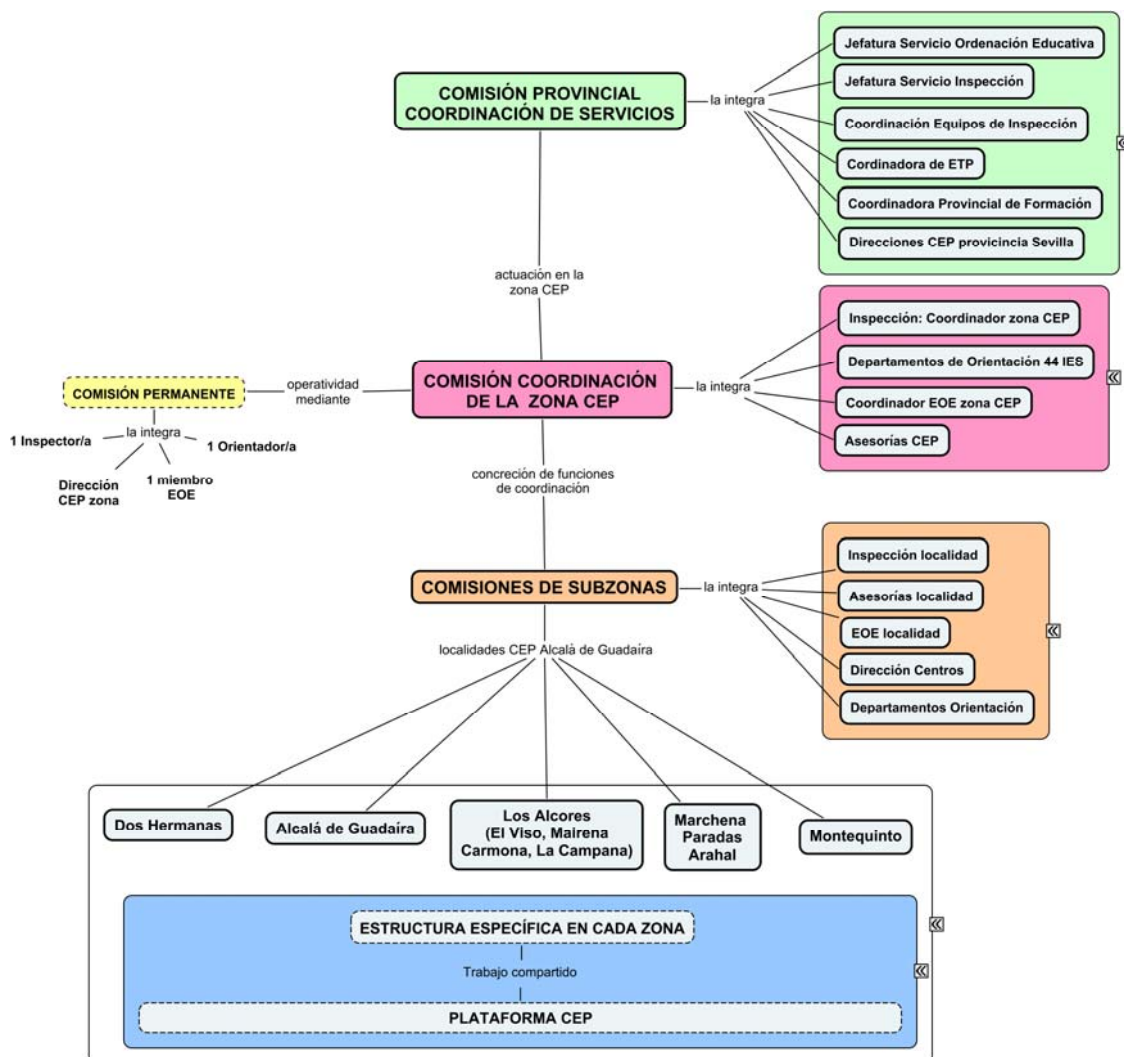 COMISIÓN PROVINCIAL
COORDINACIÓN DE SERVICIOS
la integra
Jefatura Servicio Ordenación Educativa
Jefatura Servicio Inspección
Coordinación Equipos de Inspección
Cordinadora de ETP
Coordinadora Provincial de Formación
Direcciones CEP provicincia Sevilla
actuación en la
zona CEP
COMISIÓN PERMANENTE
operatividad
mediante
COMISIÓN COORDINACIÓN
DE LA ZONA CEP
la integra
Inspección: Coordinador zona CEP
Departamentos de Orientación 44 IES
Coordinador EOE zona CEP
Asesorías CEP
la integra
1 Inspector/a
1 Orientador/a
Dirección
CEP zona
1 miembro
EOE
concreción de funciones
de coordinación
COMISIONES DE SUBZONAS
la integra
Inspección localidad
Asesorías localidad
EOE localidad
Dirección Centros
Departamentos Orientación
localidades CEP Alcalà de Guadaíra
Dos Hermanas
Alcalá de Guadaíra
Los Alcores
(El Viso, Mairena
Carmona, La Campana)
Marchena
Paradas
Arahal
Montequinto
ESTRUCTURA ESPECÍFICA EN CADA ZONA
Trabajo compartido
PLATAFORMA CEP